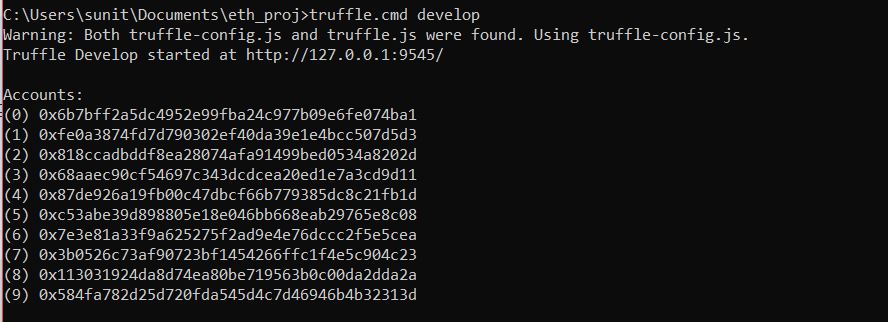 C:\Users\sunit\Documents\eth_proj>truffle.cmd develop
Warning: Both truffle-config.js and truffle.js were found. Using truffle-config.js.
Truffle Develop started at http://127.0.0.1:9545/
Accounts:
(0) 0x6b7bff2a5dc4952e99fba24c977b09e6fe074ba1
(1) 0xfe0a3874fd7d790302ef40da39e1e4bcc507d5d3
(2) 0x818ccadbddf8ea28074afa91499bed0534a8202d
(3) 0x68aaec90cf54697c343dcdcea20ed1e7a3cd9d11
(4) 0x87de926a19fb00c47dbcf66b779385dc8c21fb1d
(5) 0xc53abe39d898805e18e046bb668eab29765e8c08
(6) 0x7e3e81a33f9a625275f2ad9e4e76dccc2f5e5cea
(7) 0x3b0526c73af90723bf1454266ffc1f4e5c904c23
(8) 0x113031924da8d74ea80be719563b0c00da2dda2a
(9) 0x584fa782d25d720fda545d4c7d46946b4b32313d